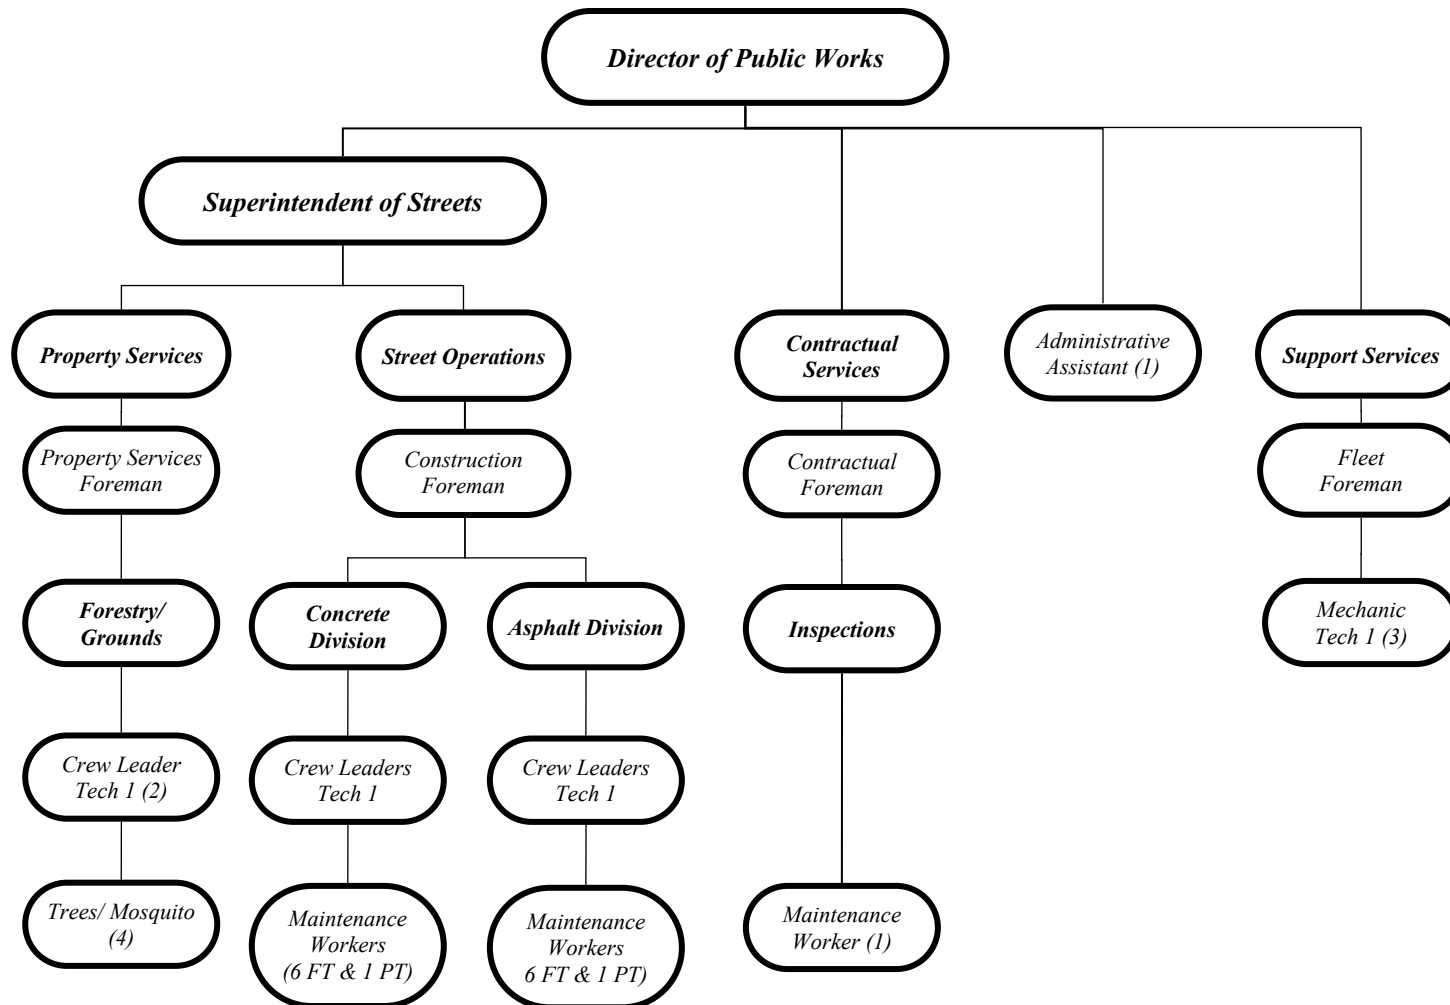 Director of Public Works
Superintendent of Streets
Property Services
Street Operations
Contractual
Services
Administrative
Assistant (1)
Support Services
Property Services
Foreman
Construction
Foreman
Contractual
Foreman
Fleet
Foreman
Forestry/
Grounds
Concrete
Division
Asphalt Division
Inspections
Mechanic
Tech 1 (3)
Crew Leader
Tech 1 (2)
Crew Leaders
Tech 1
Crew Leaders
Tech 1
Trees/ Mosquito
(4)
Maintenance
Workers
(6 FT & 1 PT)
Maintenance
Workers
6 FT & 1 PT)
Maintenance
Worker (1)